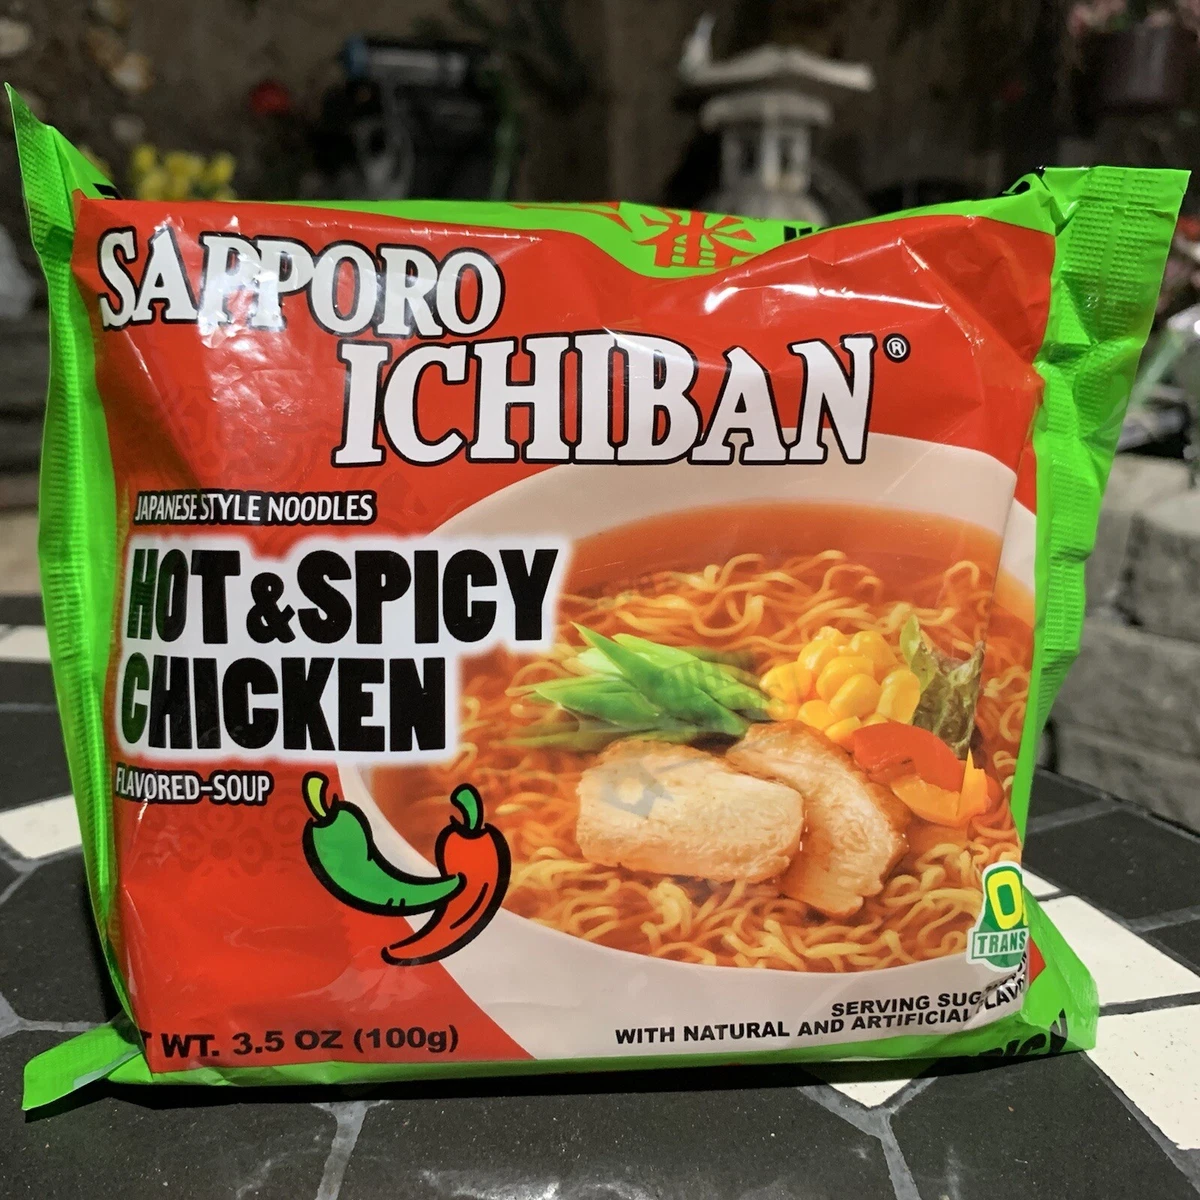 SAPPORO
ICHIBAN®
JAPANESE STYLE NOODLES
HOT & SPICY
CHICKEN
FLAVORED-SOUP
TRANS
WT. 3.5 OZ (100g)
SERVING
WITH NATURAL AND ARTIFICIAL